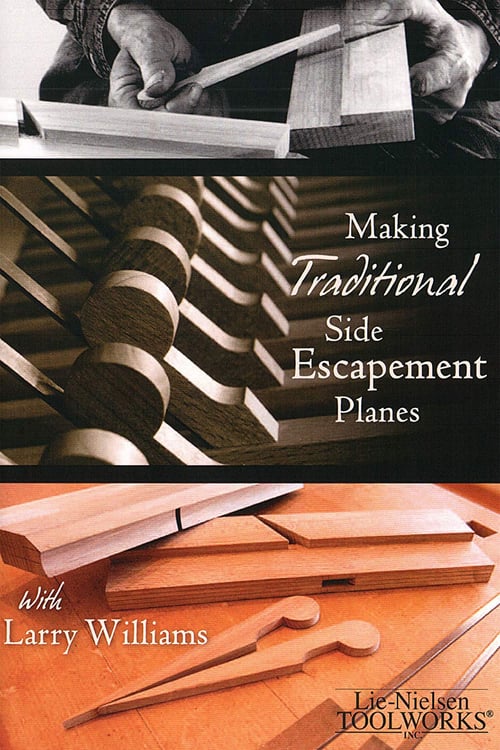 Making
Traditional
Side
Escapement
Planes
With
Larry Williams
Lie-Nielsen
TOOLWORKS®
INC.